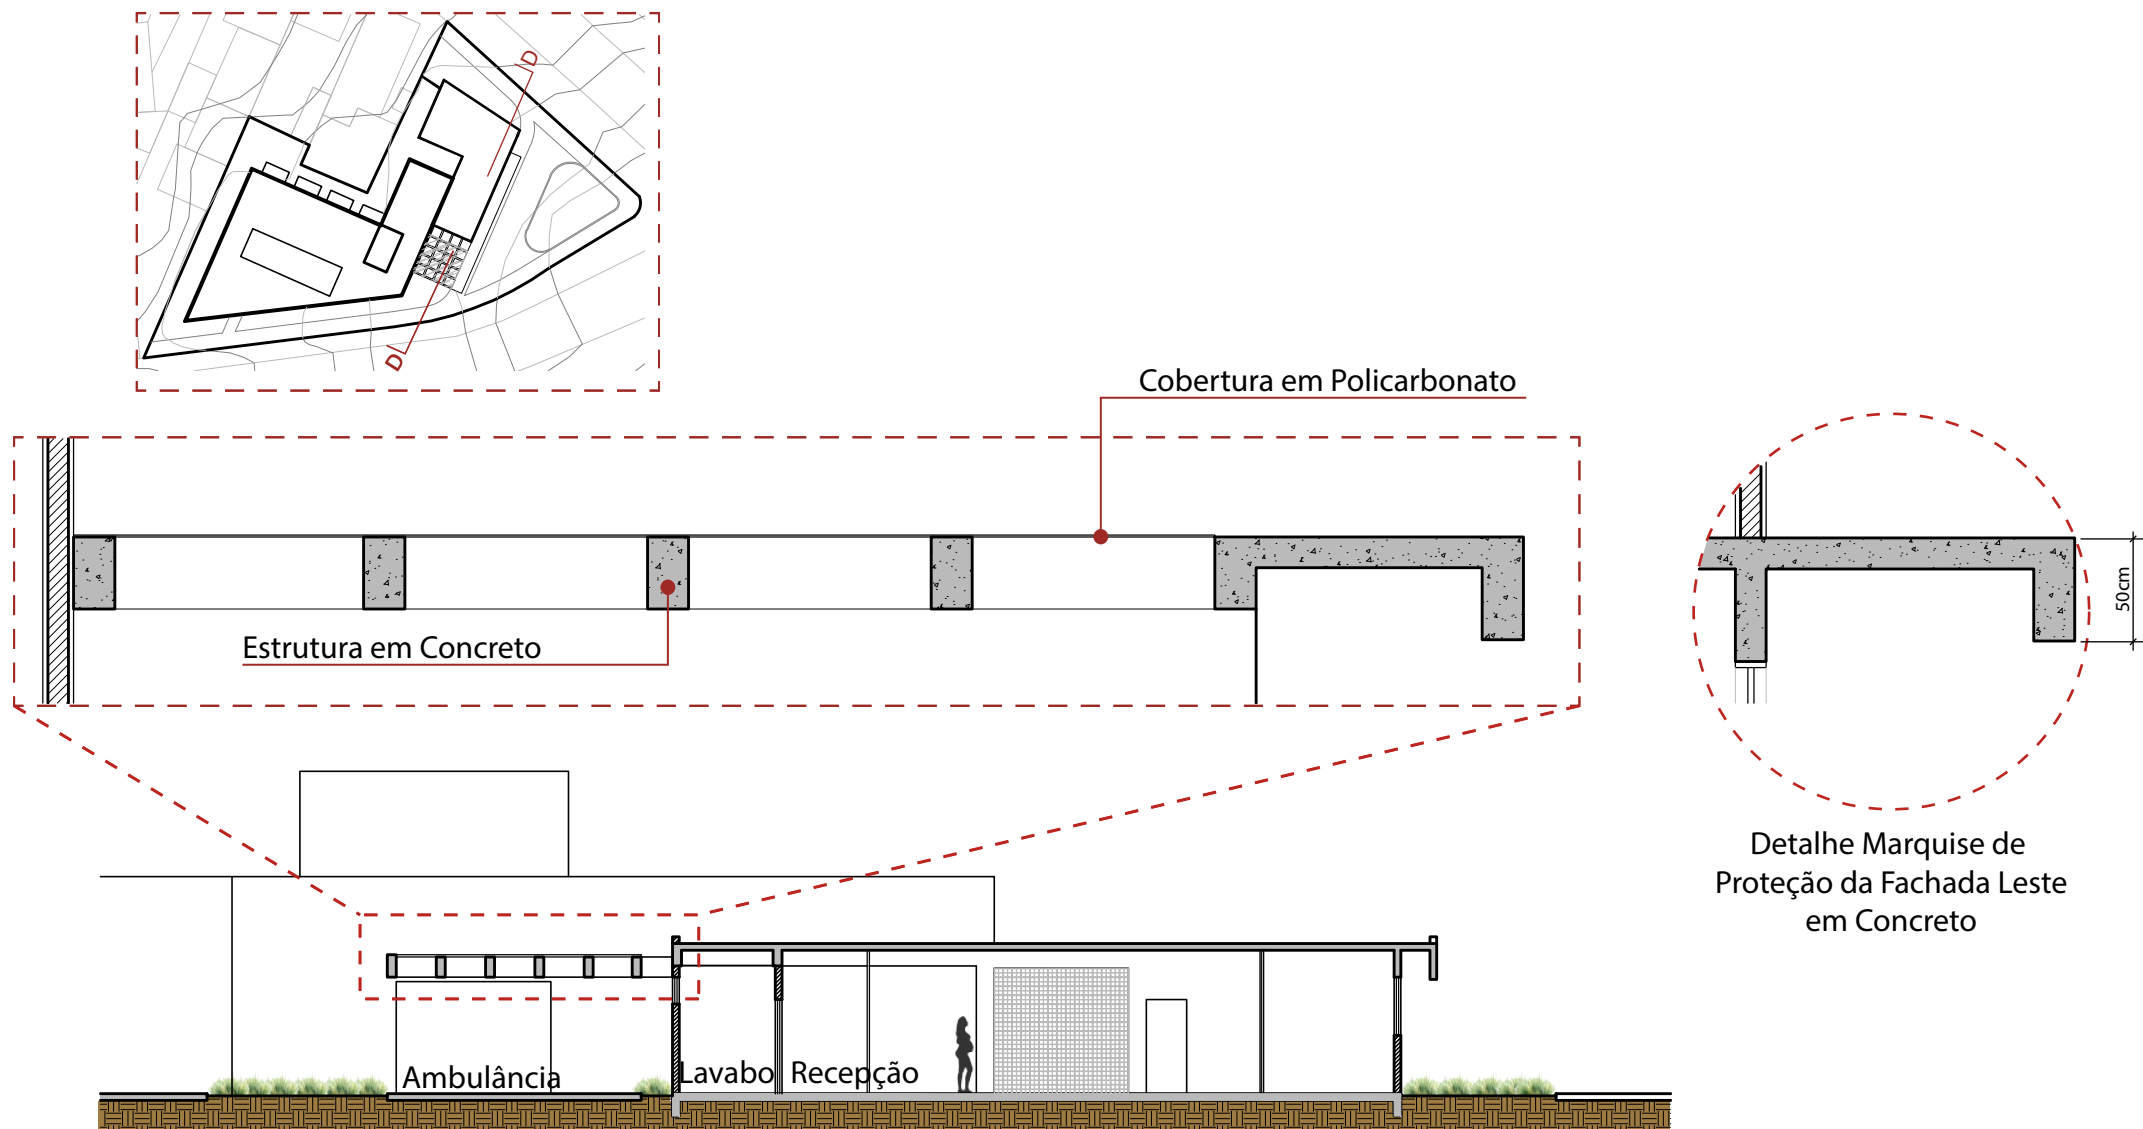 D
D
Cobertura em Policarbonato
Estrutura em Concreto
50cm
Detalhe Marquise de
Proteção da Fachada Leste
em Concreto
Ambulância
Lavabo
Recepção